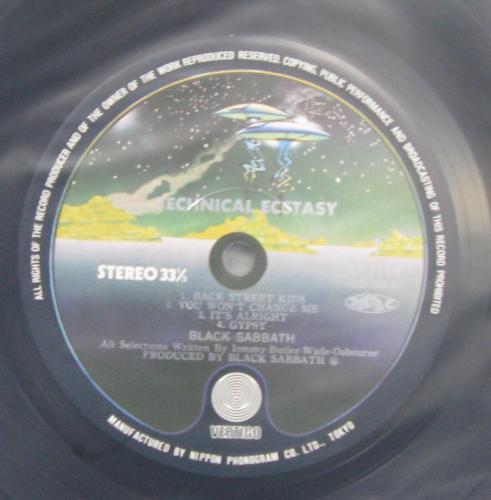 ALL RIGHTS OF THE RECORD PRODUCER AND OF THE OWNER OF THE WORK REPRODUCED RESERVED. COPYING, PUBLIC PERFORMANCE AND BROADCASTING OF THIS RECORD PROHIBITED
TECHNICAL ECSTASY
STEREO 33⅓
1. BACK STREET KIDS
2. YOU WON'T CHANGE ME
3. IT'S ALRIGHT
4. GYPSY
BLACK SABBATH
All Selections Written By Iommy-Butler-Wade-Osbourne
PRODUCED BY BLACK SABBATH
VERTIGO
MANUFACTURED BY NIPPON PHONOGRAM CO. LTD., TOKYO